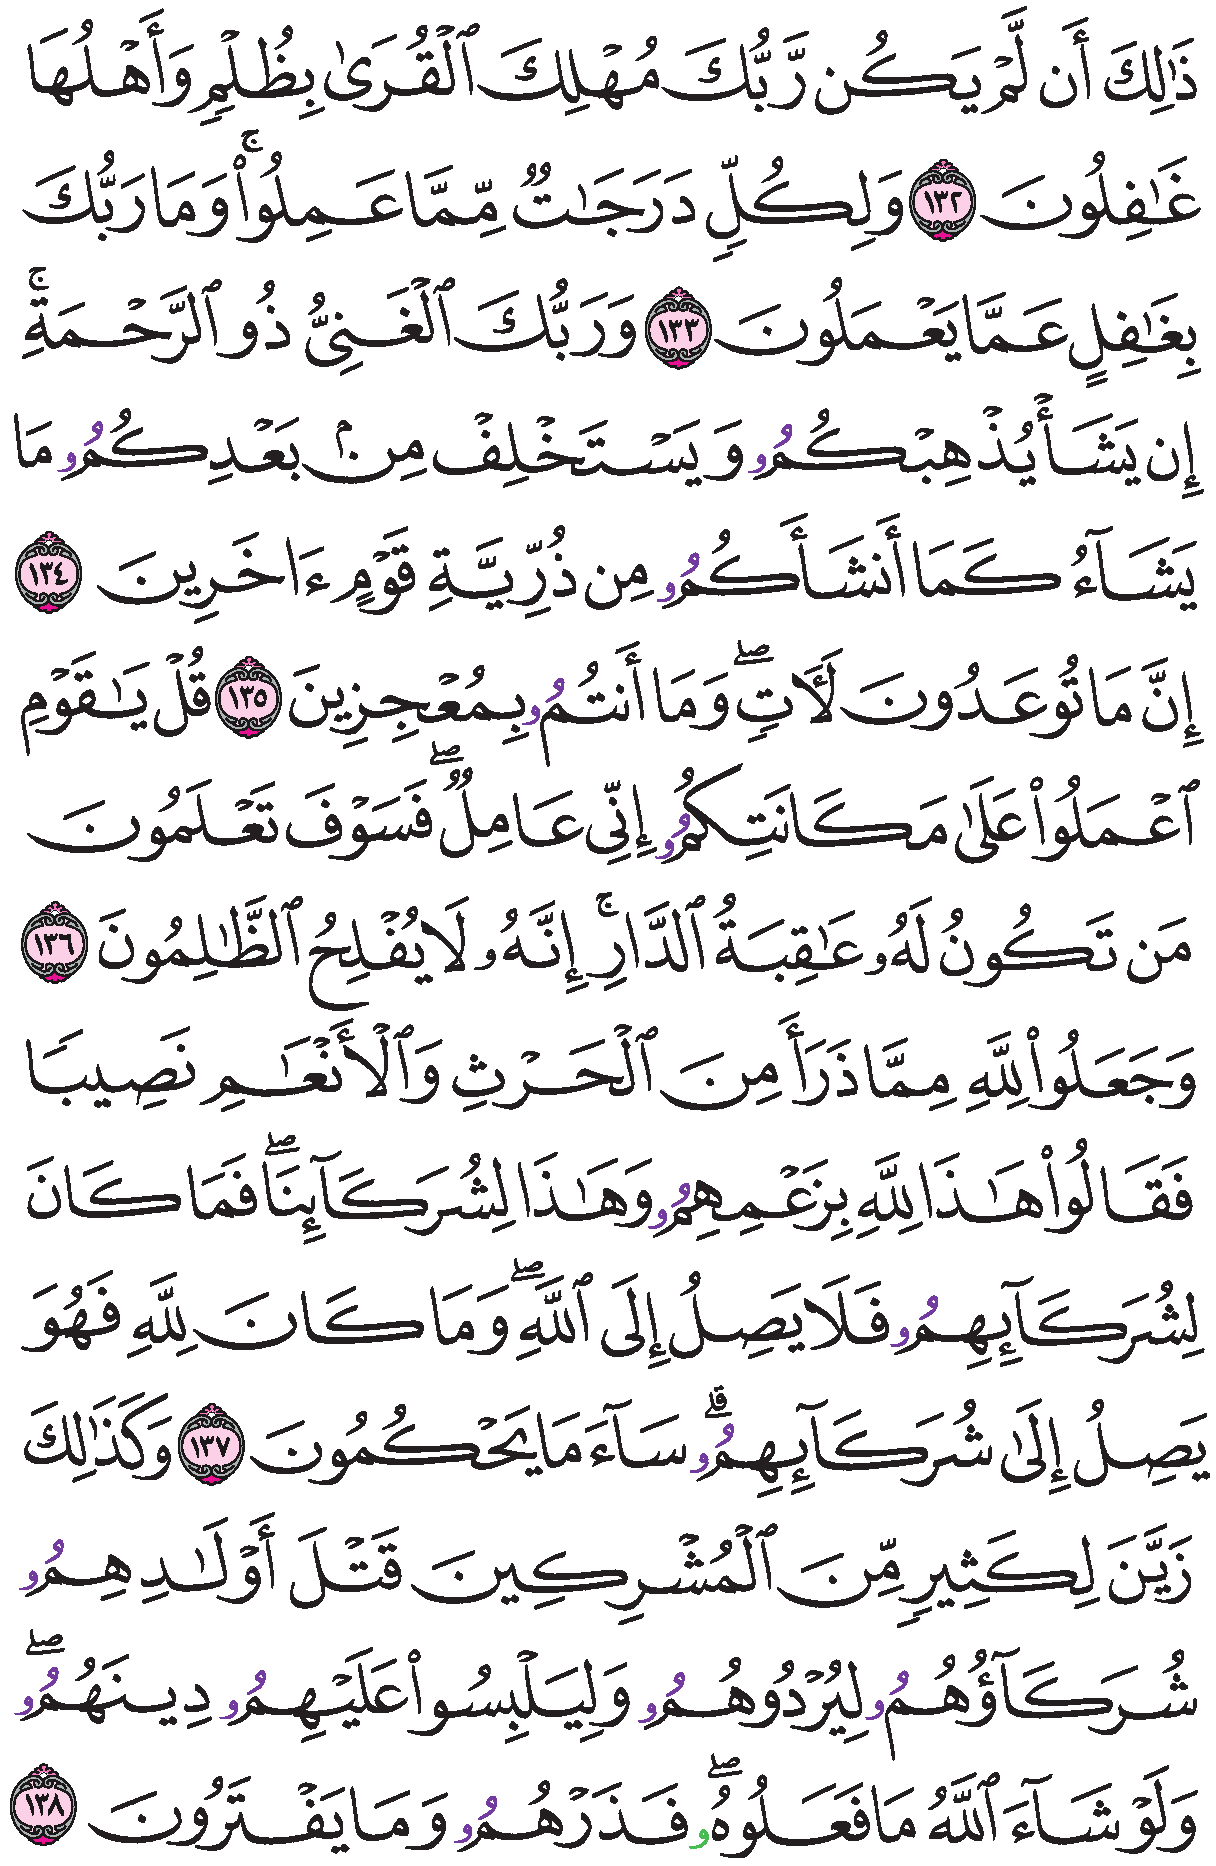 ذَٰلِكَ أَن لَّمْ يَكُن رَّبُّكَ مُهْلِكَ ٱلْقُرَىٰ بِظُلْمٍ وَأَهْلُهَا
غَٰفِلُونَ ١٣٢ وَلِكُلٍّ دَرَجَٰتٌ مِّمَّا عَمِلُوا۟ ۚ وَمَا رَبُّكَ
بِغَٰفِلٍ عَمَّا يَعْمَلُونَ ١٣٣ وَرَبُّكَ ٱلْغَنِىُّ ذُو ٱلرَّحْمَةِ ۚ
إِن يَشَأْ يُذْهِبْكُمُۥ وَيَسْتَخْلِفْ مِنۢ بَعْدِكُمُۥ مَا
يَشَآءُ كَمَا أَنشَأَكُمُۥ مِن ذُرِّيَّةِ قَوْمٍ ءَاخَرِينَ ١٣٤
إِنَّ مَا تُوعَدُونَ لَأٓتٍ ۖ وَمَا أَنتُمُۥ بِمُعْجِزِينَ ١٣٥ قُلْ يَٰقَوْمِ
ٱعْمَلُوا۟ عَلَىٰ مَكَانَتِكُمُۥ إِنِّى عَامِلٌ ۖ فَسَوْفَ تَعْلَمُونَ
مَن تَكُونُ لَهُۥ عَٰقِبَةُ ٱلدَّارِ ۚ إِنَّهُۥ لَا يُفْلِحُ ٱلظَّٰلِمُونَ ١٣٦
وَجَعَلُوا۟ لِلَّهِ مِمَّا ذَرَأَ مِنَ ٱلْحَرْثِ وَٱلْأَنْعَٰمِ نَصِيبًا
فَقَالُوا۟ هَٰذَا لِلَّهِ بِزَعْمِهِمُۥ وَهَٰذَا لِشُرَكَآئِنَا ۖ فَمَا كَانَ
لِشُرَكَآئِهِمُۥ فَلَا يَصِلُ إِلَى ٱللَّهِ ۖ وَمَا كَانَ لِلَّهِ فَهُوَ
يَصِلُ إِلَىٰ شُرَكَآئِهِمُۥ ۗ سَآءَ مَا يَحْكُمُونَ ١٣٧ وَكَذَٰلِكَ
زَيَّنَ لِكَثِيرٍ مِّنَ ٱلْمُشْرِكِينَ قَتْلَ أَوْلَٰدِهِمُۥ
شُرَكَآؤُهُمُۥ لِيُرْدُوهُمُۥ وَلِيَلْبِسُوا۟ عَلَيْهِمُۥ دِينَهُمُۥ ۖ
وَلَوْ شَآءَ ٱللَّهُ مَا فَعَلُوهُۥ ۖ فَذَرْهُمُۥ وَمَا يَفْتَرُونَ ١٣٨